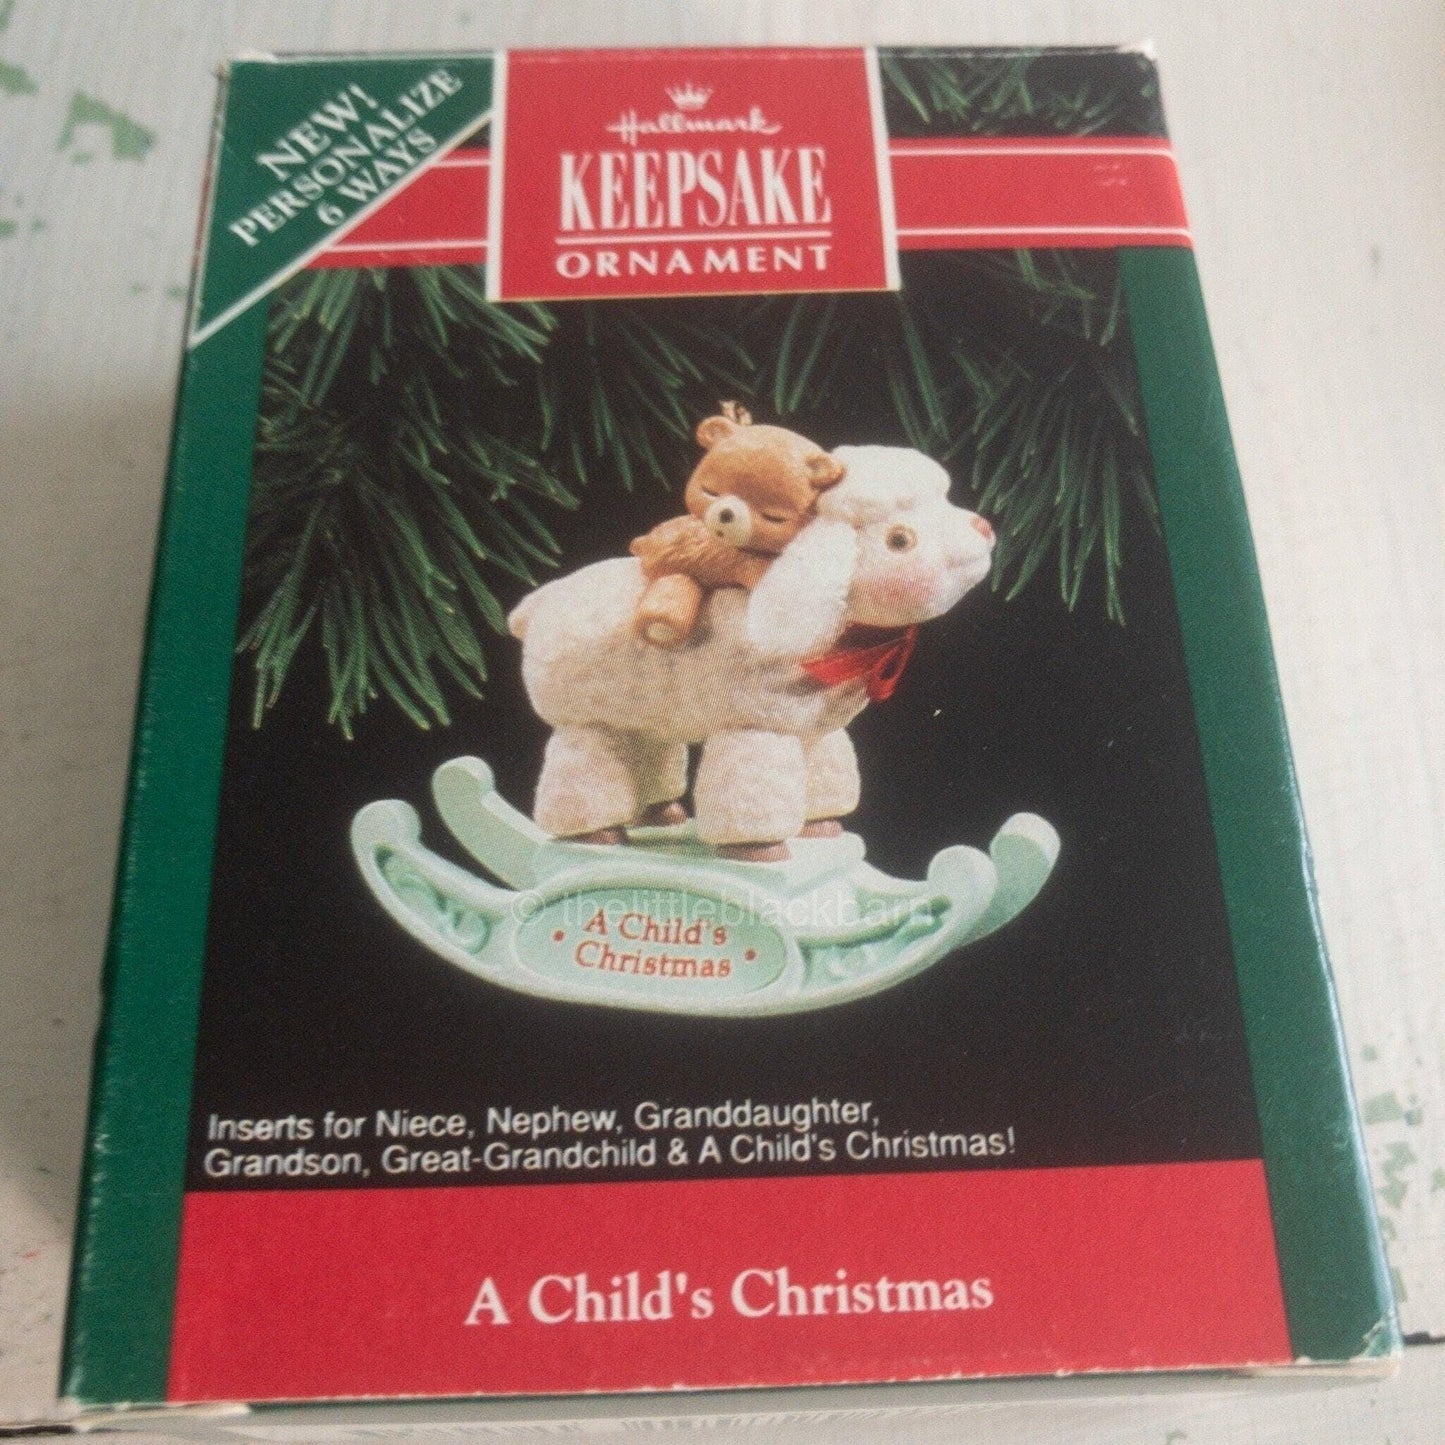 NEW!
PERSONALIZE
6 WAYS
Hallmark
KEEPSAKE
ORNAMENT
© thelittleblackbarn
A Child's
Christmas
Inserts for Niece, Nephew, Granddaughter,
Grandson, Great-Grandchild & A Child's Christmas!
A Child's Christmas